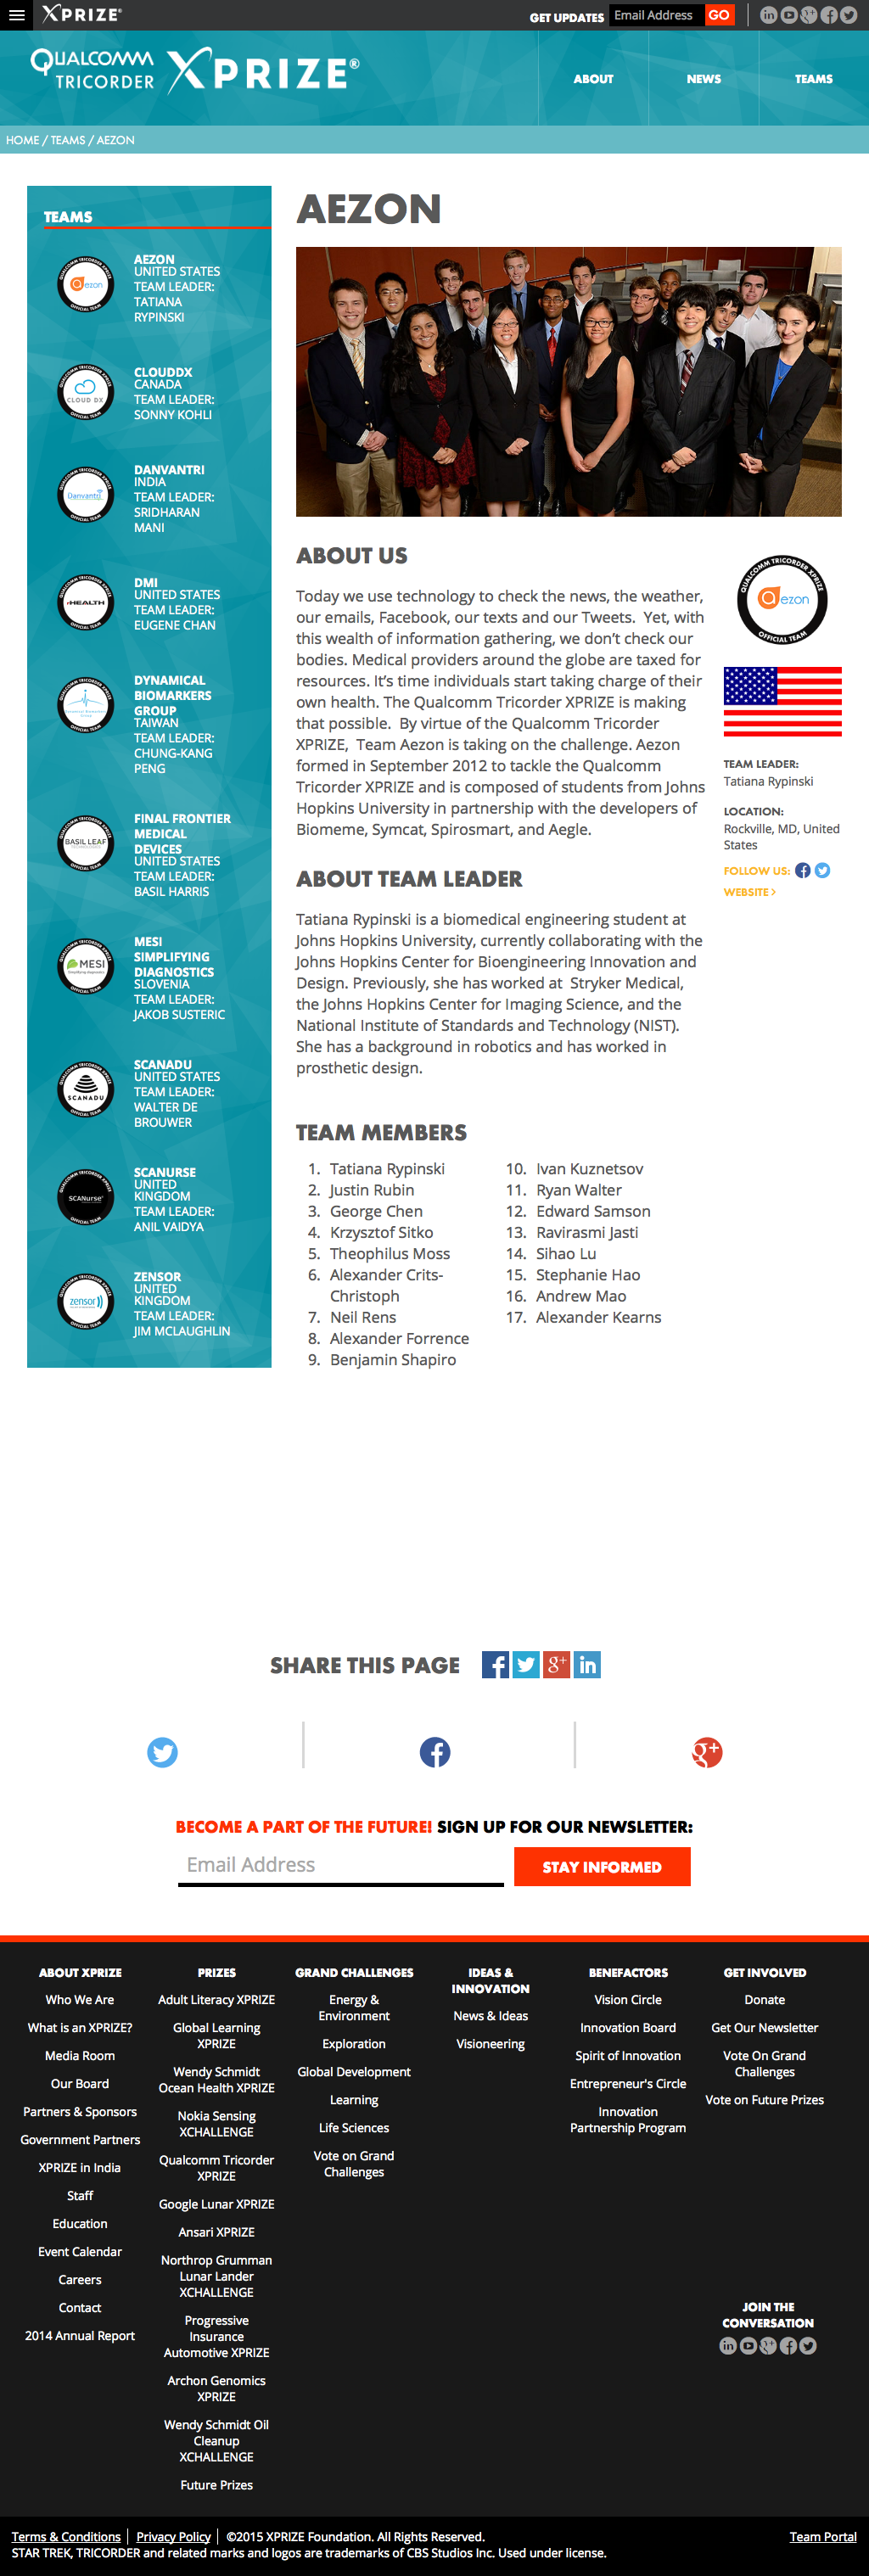 XPRIZE®
GET UPDATES Email Address GO
QUALCOMM TRICORDER XPRIZE®
ABOUT
NEWS
TEAMS
HOME / TEAMS / AEZON
TEAMS
aezon
AEZON
UNITED STATES
TEAM LEADER:
TATIANA
RYPINSKI
CLOUD DX
CLOUDDX
CANADA
TEAM LEADER:
SONNY KOHLI
Danvantri
DANVANTRI
INDIA
TEAM LEADER:
SRIDHARAN
MANI
rHEALTH
DMI
UNITED STATES
TEAM LEADER:
EUGENE CHAN
DYNAMICAL
BIOMARKERS
GROUP
TAIWAN
TEAM LEADER:
CHUNG-KANG
PENG
BASIL LEAF
FINAL FRONTIER
MEDICAL
DEVICES
UNITED STATES
TEAM LEADER:
BASIL HARRIS
MESI
MESI
SIMPLIFYING
DIAGNOSTICS
SLOVENIA
TEAM LEADER:
JAKOB SUSTERIC
SCANADU
SCANADU
UNITED STATES
TEAM LEADER:
WALTER DE
BROUWER
SCANurse
SCANURSE
UNITED
KINGDOM
TEAM LEADER:
ANIL VAIDYA
zensor
ZENSOR
UNITED
KINGDOM
TEAM LEADER:
JIM MCLAUGHLIN
AEZON
ABOUT US
Today we use technology to check the news, the weather,
our emails, Facebook, our texts and our Tweets.  Yet, with
this wealth of information gathering, we don’t check our
bodies. Medical providers around the globe are taxed for
resources. It’s time individuals start taking charge of their
own health. The Qualcomm Tricorder XPRIZE is making
that possible.  By virtue of the Qualcomm Tricorder
XPRIZE,  Team Aezon is taking on the challenge. Aezon
formed in September 2012 to tackle the Qualcomm
Tricorder XPRIZE and is composed of students from Johns
Hopkins University in partnership with the developers of
Biomeme, Symcat, Spirosmart, and Aegle.
QUALCOMM TRICORDER XPRIZE
aezon
OFFICIAL TEAM
TEAM LEADER:
Tatiana Rypinski
LOCATION:
Rockville, MD, United
States
FOLLOW US:
WEBSITE >
ABOUT TEAM LEADER
Tatiana Rypinski is a biomedical engineering student at
Johns Hopkins University, currently collaborating with the
Johns Hopkins Center for Bioengineering Innovation and
Design. Previously, she has worked at  Stryker Medical,
the Johns Hopkins Center for Imaging Science, and the
National Institute of Standards and Technology (NIST).
She has a background in robotics and has worked in
prosthetic design.
TEAM MEMBERS
1. Tatiana Rypinski
2. Justin Rubin
3. George Chen
4. Krzysztof Sitko
5. Theophilus Moss
6. Alexander Crits-
Christoph
7. Neil Rens
8. Alexander Forrence
9. Benjamin Shapiro
10. Ivan Kuznetsov
11. Ryan Walter
12. Edward Samson
13. Ravirasmi Jasti
14. Sihao Lu
15. Stephanie Hao
16. Andrew Mao
17. Alexander Kearns
SHARE THIS PAGE
BECOME A PART OF THE FUTURE! SIGN UP FOR OUR NEWSLETTER:
Email Address
STAY INFORMED
ABOUT XPRIZE
Who We Are
What is an XPRIZE?
Media Room
Our Board
Partners & Sponsors
Government Partners
XPRIZE in India
Staff
Education
Event Calendar
Careers
Contact
2014 Annual Report
PRIZES
Adult Literacy XPRIZE
Global Learning
XPRIZE
Wendy Schmidt
Ocean Health XPRIZE
Nokia Sensing
XCHALLENGE
Qualcomm Tricorder
XPRIZE
Google Lunar XPRIZE
Ansari XPRIZE
Northrop Grumman
Lunar Lander
XCHALLENGE
Progressive
Insurance
Automotive XPRIZE
Archon Genomics
XPRIZE
Wendy Schmidt Oil
Cleanup
XCHALLENGE
Future Prizes
GRAND CHALLENGES
Energy &
Environment
Exploration
Global Development
Learning
Life Sciences
Vote on Grand
Challenges
IDEAS &
INNOVATION
News & Ideas
Visioneering
BENEFACTORS
Vision Circle
Innovation Board
Spirit of Innovation
Entrepreneur's Circle
Innovation
Partnership Program
GET INVOLVED
Donate
Get Our Newsletter
Vote On Grand
Challenges
Vote on Future Prizes
JOIN THE
CONVERSATION
Terms & Conditions | Privacy Policy | ©2015 XPRIZE Foundation. All Rights Reserved.
Team Portal
STAR TREK, TRICORDER and related marks and logos are trademarks of CBS Studios Inc. Used under license.